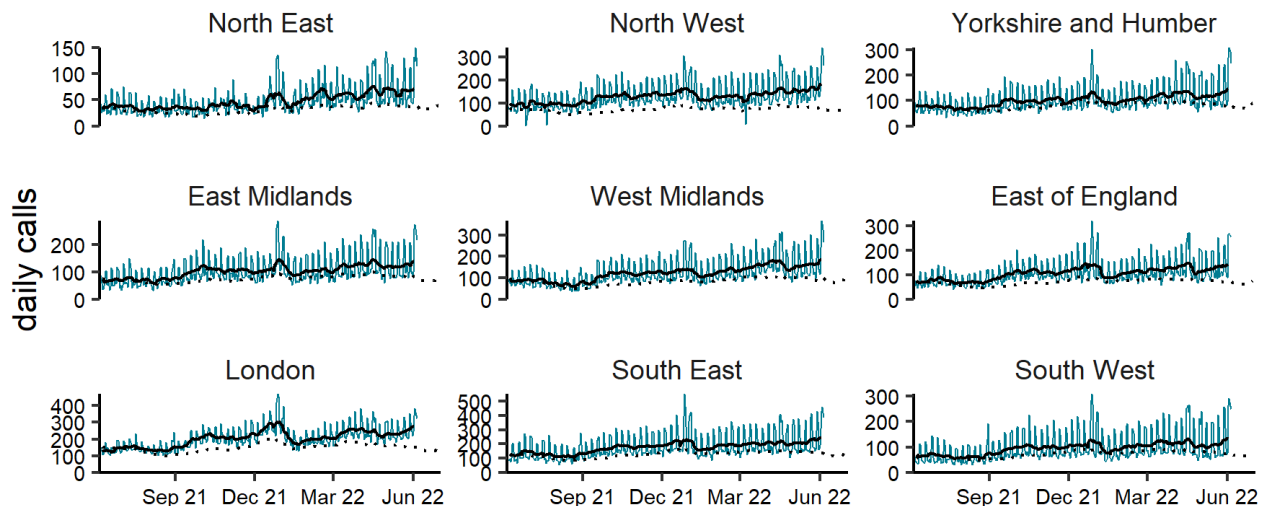 North East
North West
Yorkshire and Humber
150
100
50
0
300
200
100
0
300
200
100
0
daily calls
East Midlands
West Midlands
East of England
200
100
0
300
200
100
0
300
200
100
0
London
South East
South West
400
300
200
100
0
500
400
300
200
100
0
300
200
100
0
Sep 21 Dec 21 Mar 22 Jun 22
Sep 21 Dec 21 Mar 22 Jun 22
Sep 21 Dec 21 Mar 22 Jun 22